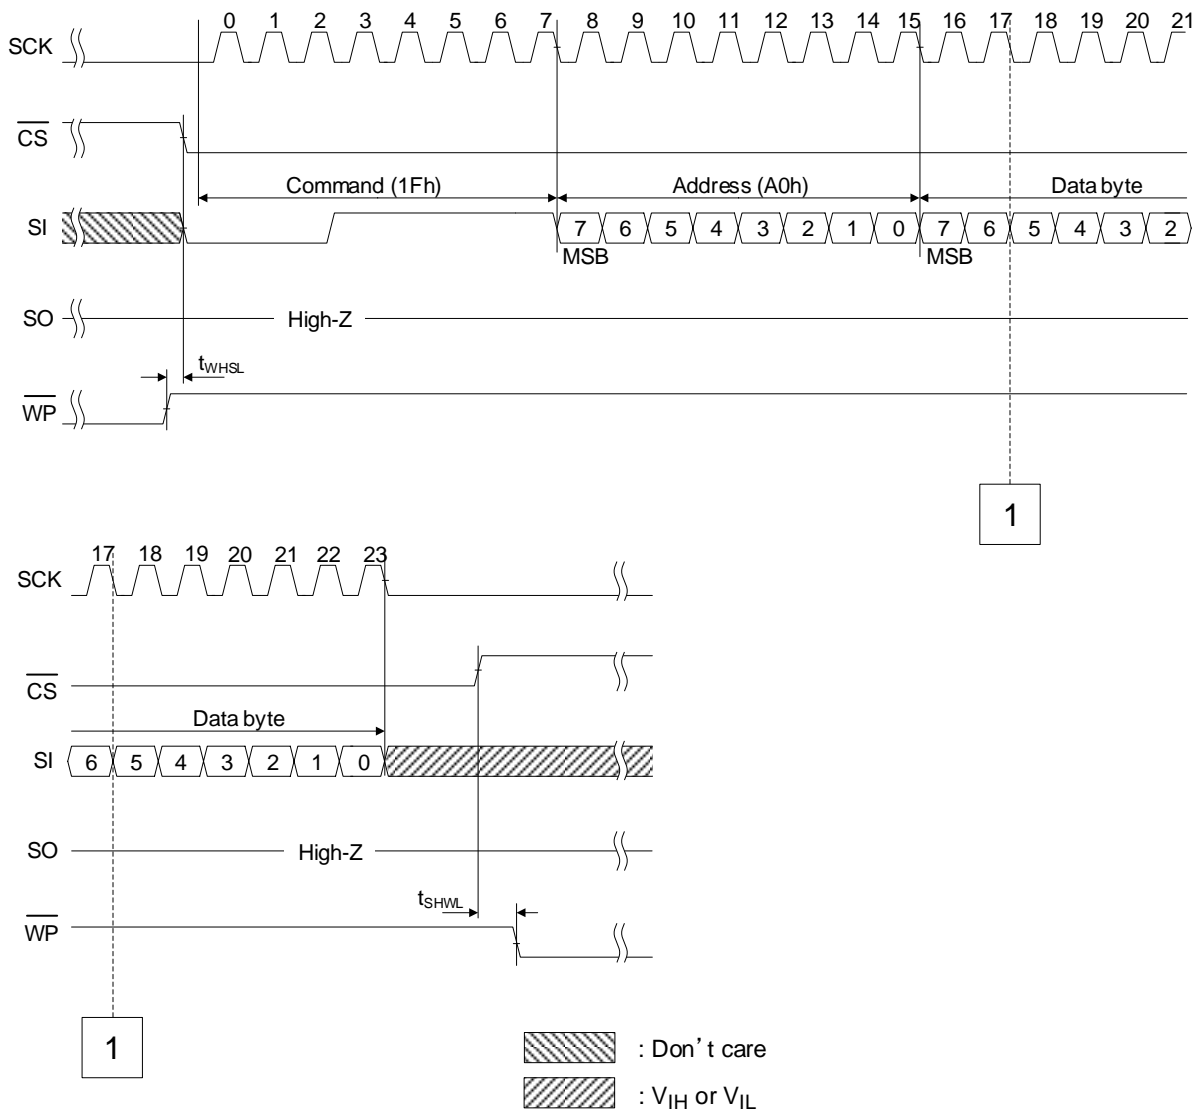 0 1 2 3 4 5 6 7 8 9 10 11 12 13 14 15 16 17 18 19 20 21
SCK
CS
Command (1Fh) Address (A0h) Data byte
SI 7 6 5 4 3 2 1 0 7 6 5 4 3 2
MSB MSB
SO High-Z
tWHSL
WP
1
17 18 19 20 21 22 23
SCK
CS
Data byte
SI 6 5 4 3 2 1 0
SO High-Z
tSHWL
WP
1
: Don't care
: VIH or VIL